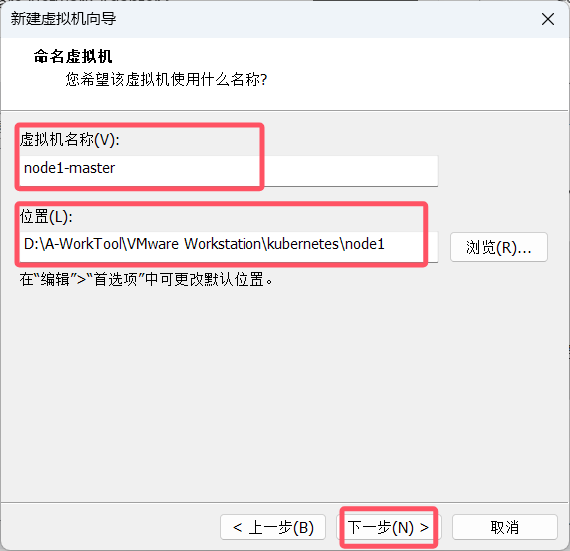 新建虚拟机向导
命名虚拟机
您希望该虚拟机使用什么名称?
虚拟机名称(V):
node1-master
位置(L):
D:\A-WorkTool\VMware Workstation\kubernetes\node1
浏览(R)...
在“编辑”>“首选项”中可更改默认位置。
< 上一步(B)
下一步(N) >
取消